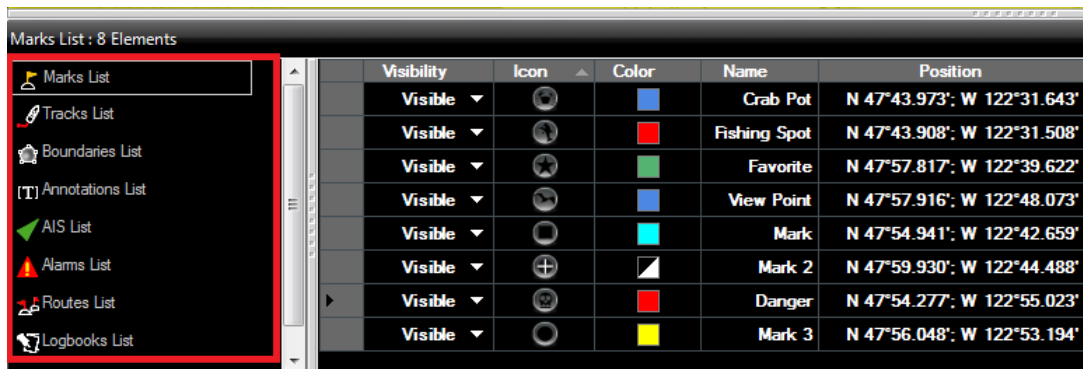 Marks List : 8 Elements
Marks List
Tracks List
Boundaries List
[T] Annotations List
AIS List
Alarms List
Routes List
Logbooks List
Visibility Icon Color Name Position
Visible Crab Pot N 47°43.973'; W 122°31.643'
Visible Fishing Spot N 47°43.908'; W 122°31.508'
Visible Favorite N 47°57.817'; W 122°39.622'
Visible View Point N 47°57.916'; W 122°48.073'
Visible Mark N 47°54.941'; W 122°42.659'
Visible Mark 2 N 47°59.930'; W 122°44.488'
Visible Danger N 47°54.277'; W 122°55.023'
Visible Mark 3 N 47°56.048'; W 122°53.194'